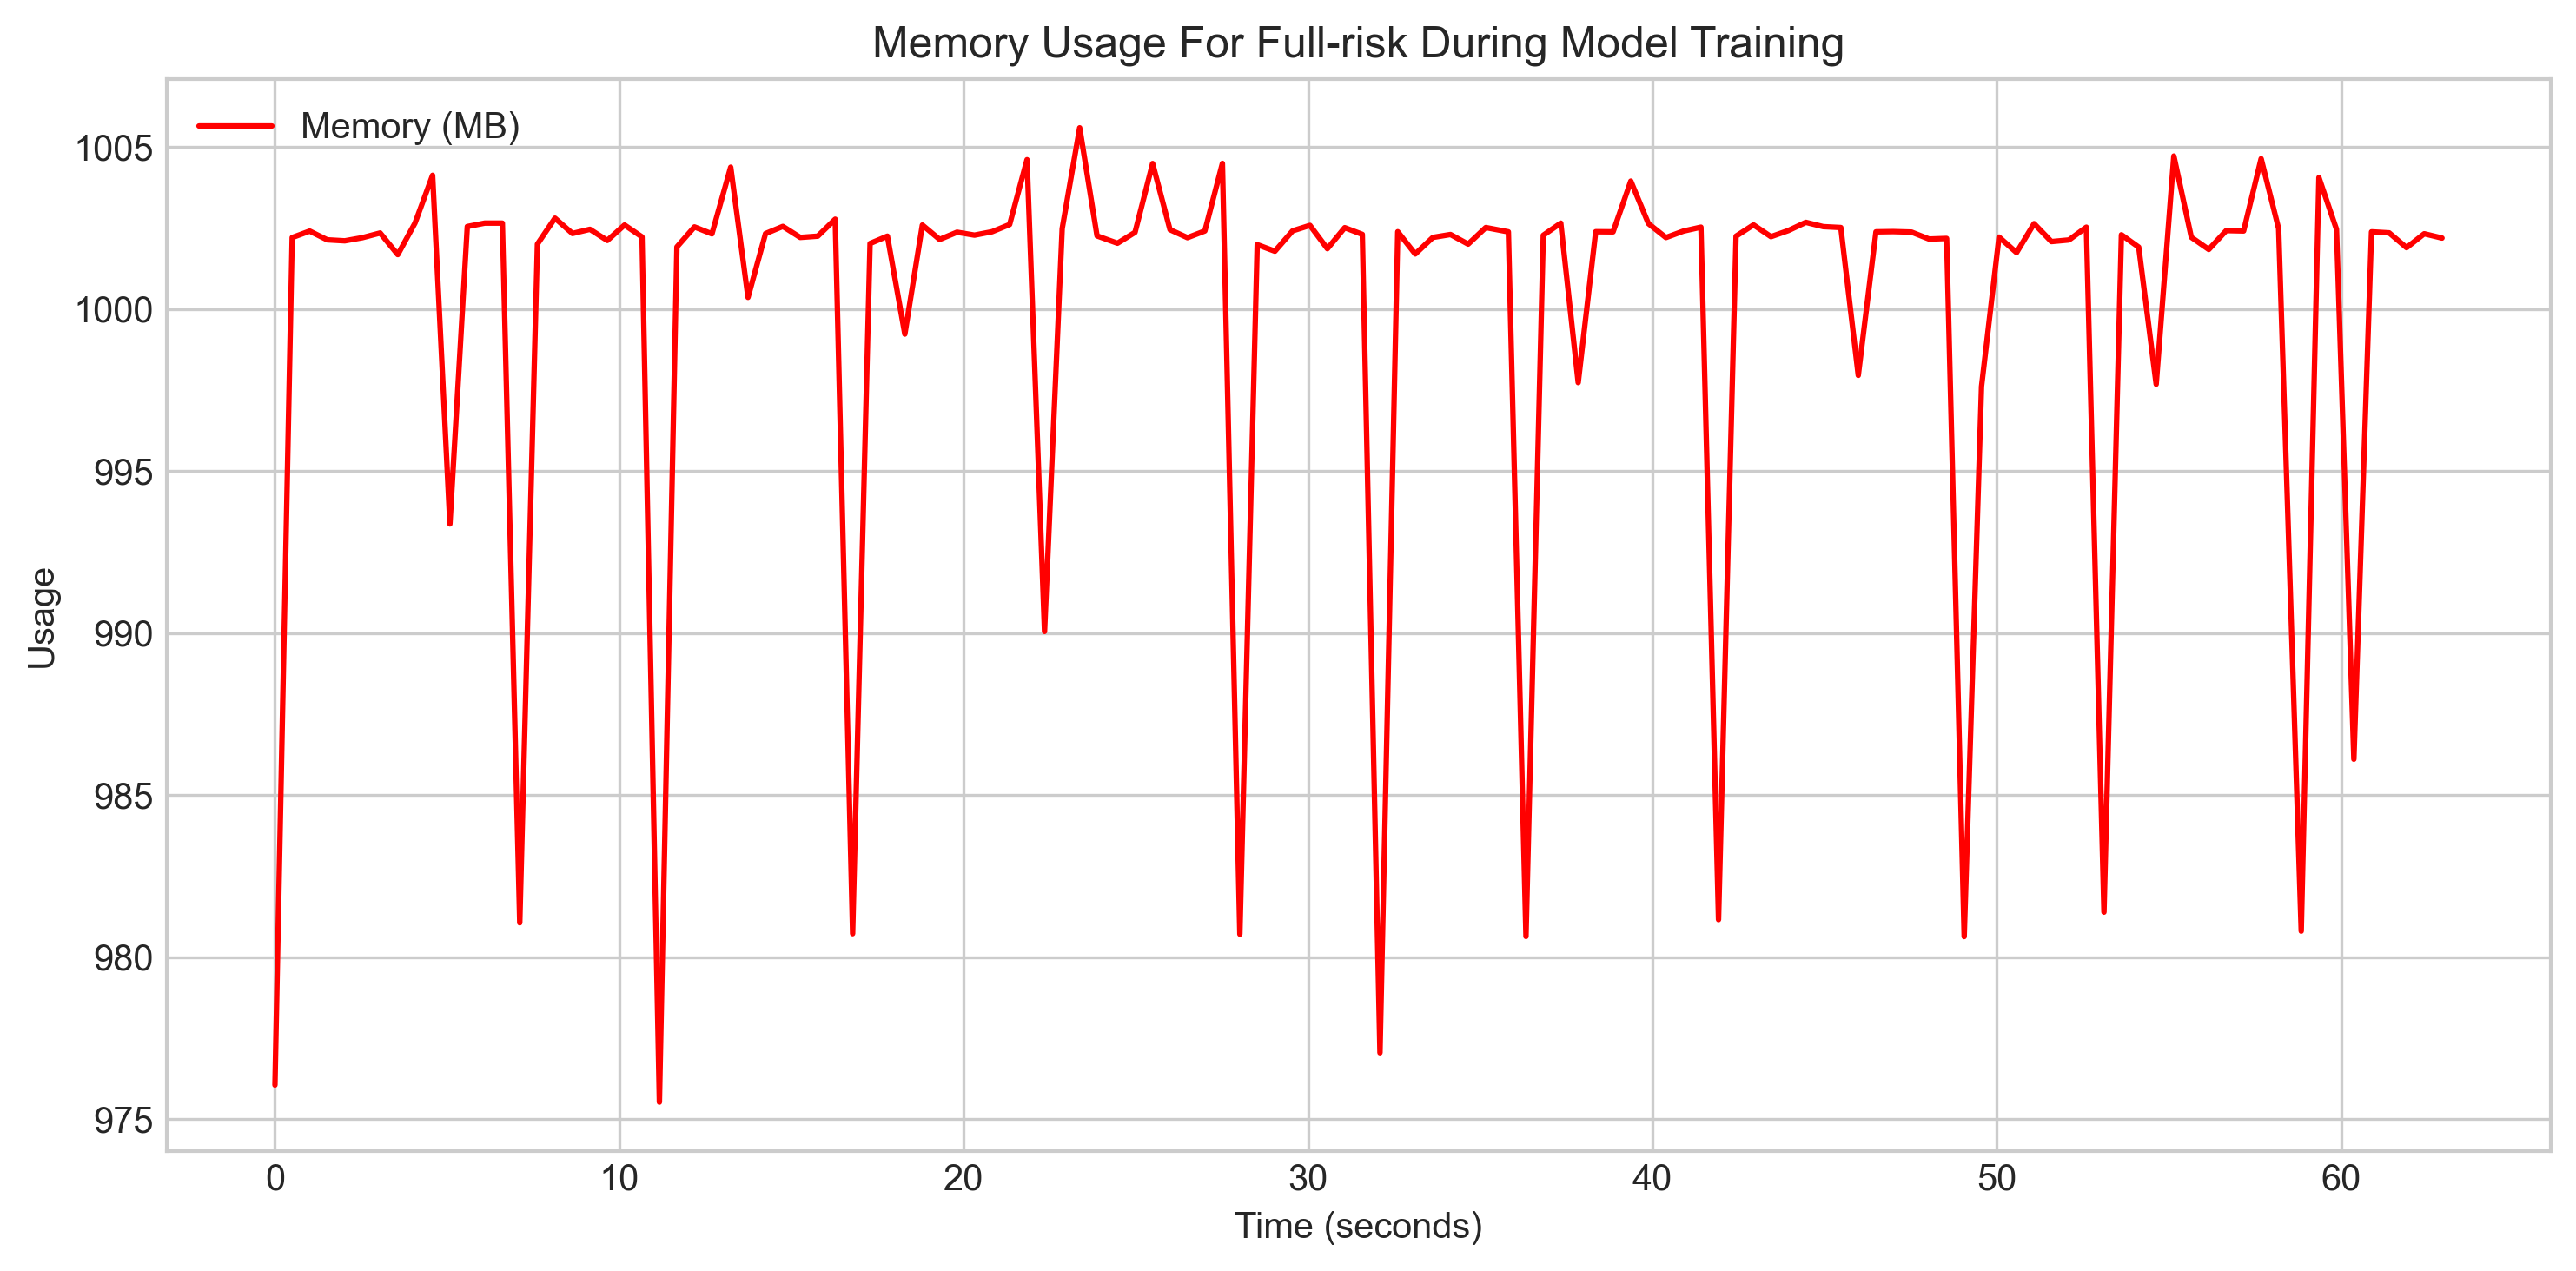 Memory Usage For Full-risk During Model Training
Memory (MB)
1005
1000
995
990
985
980
975
Usage
0 10 20 30 40 50 60
Time (seconds)